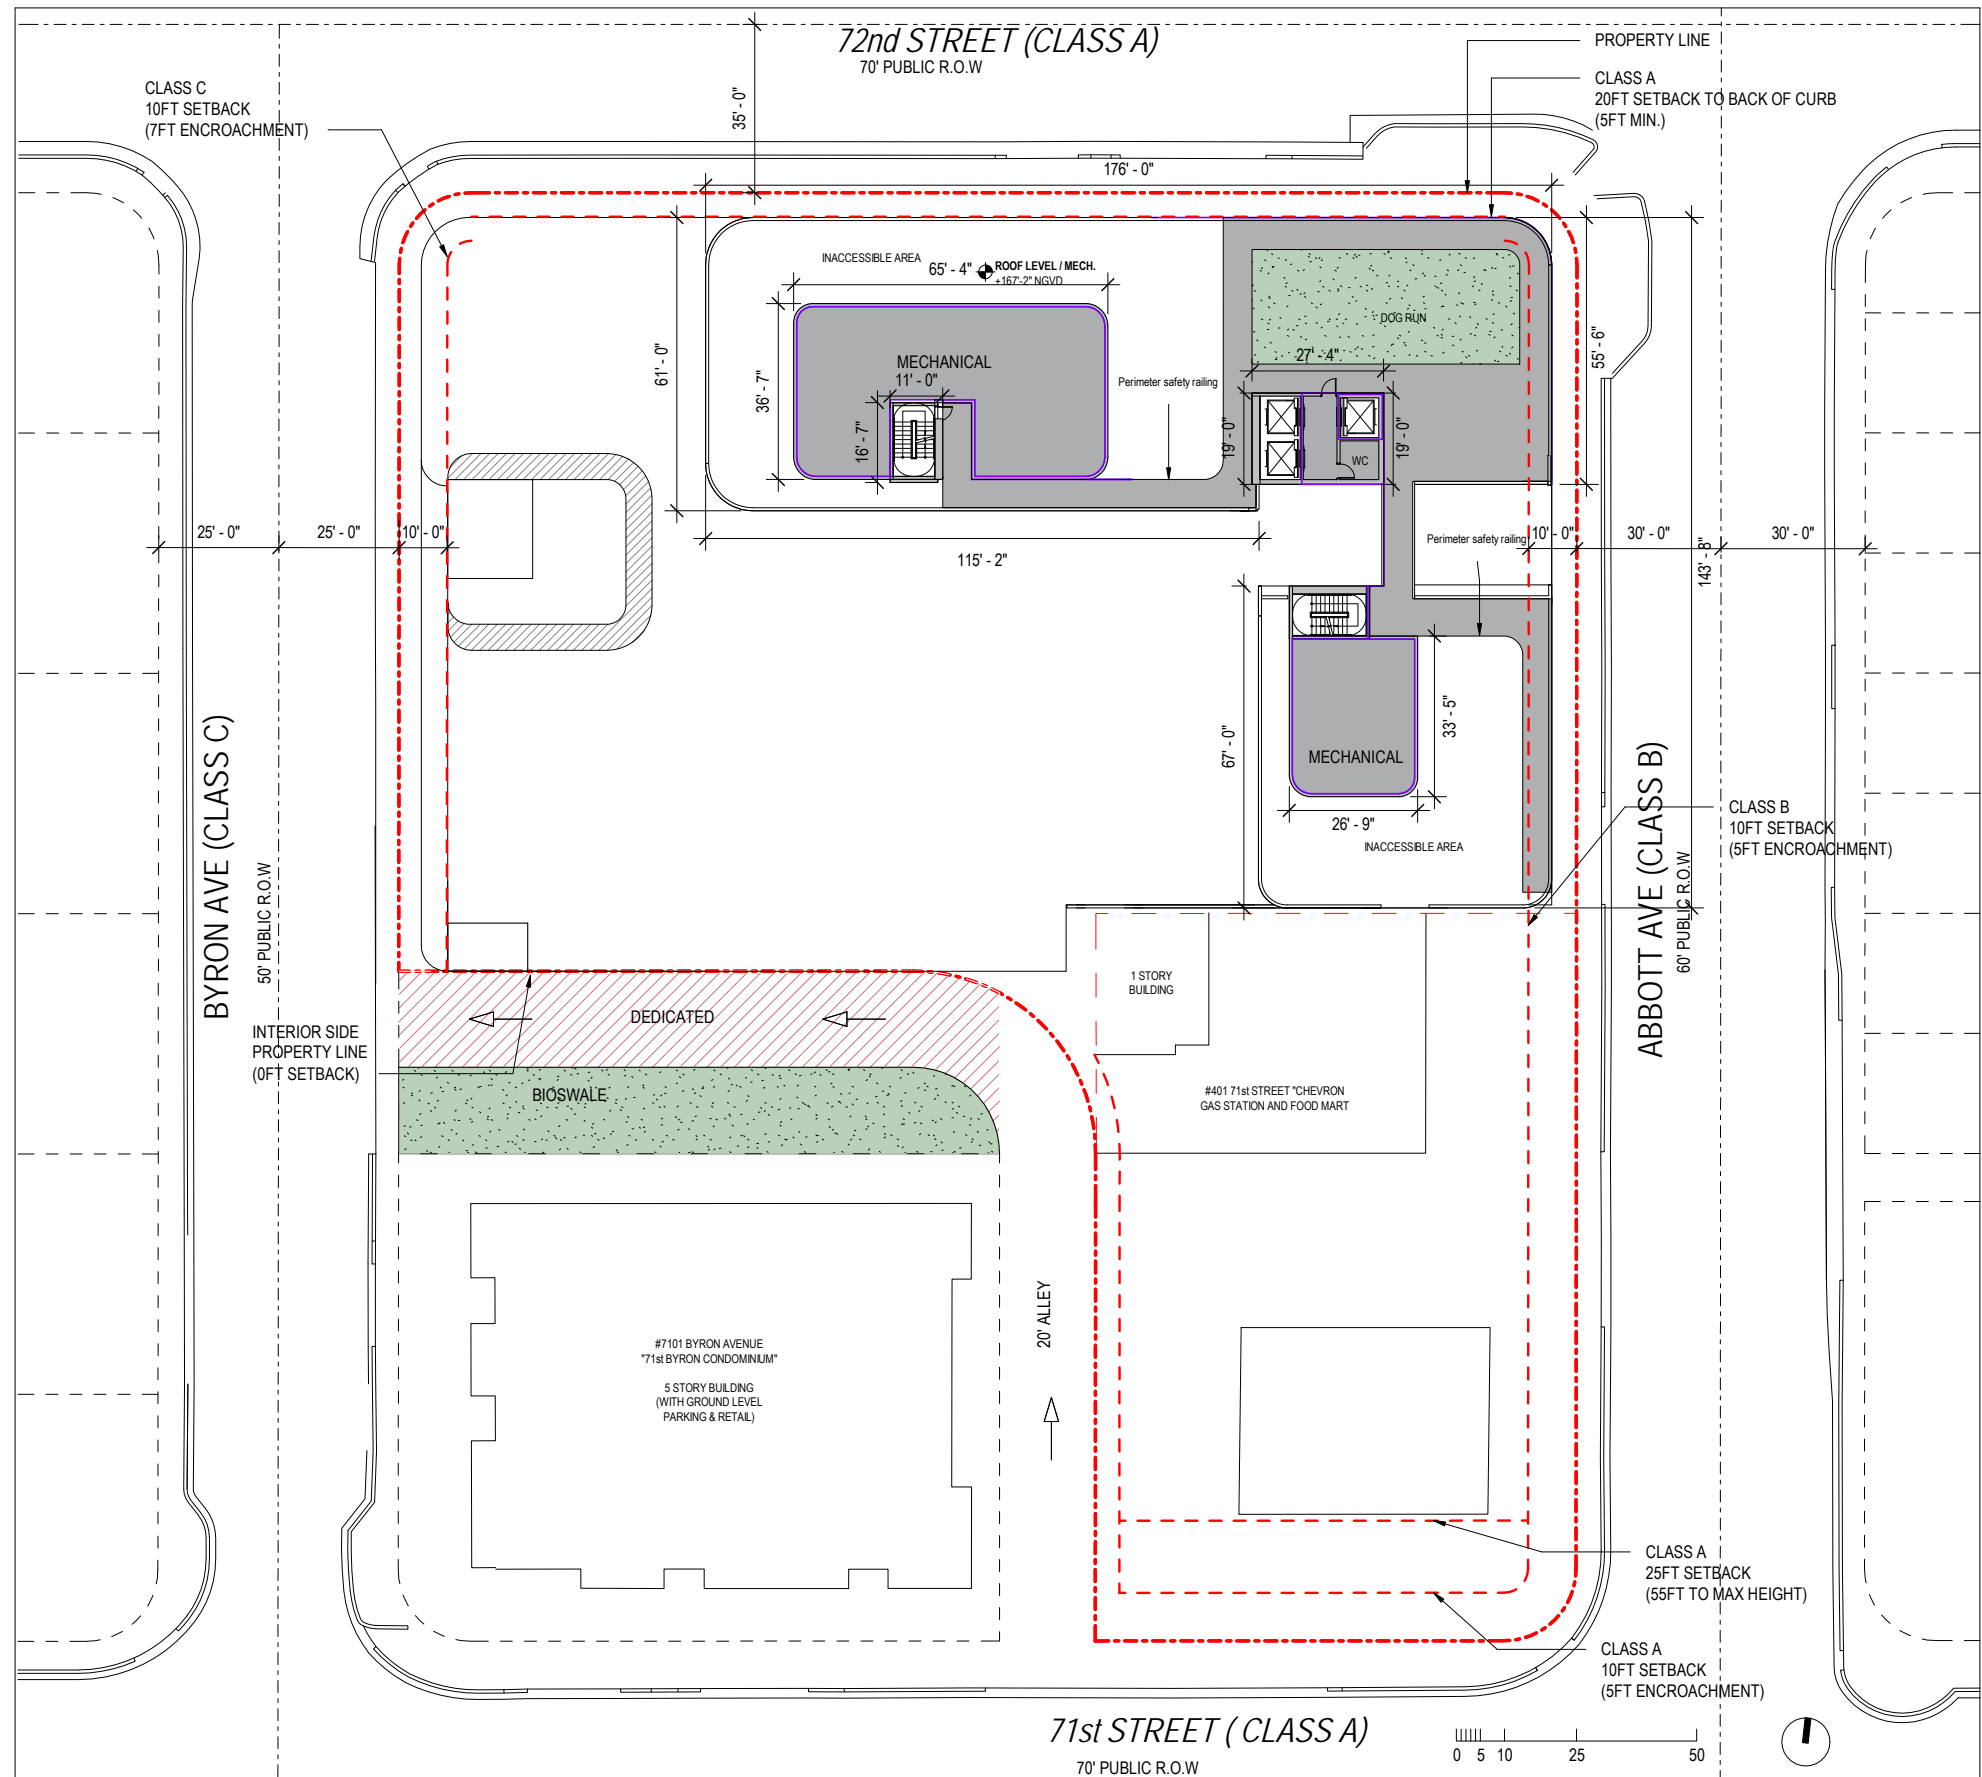 72nd STREET (CLASS A)
70' PUBLIC R.O.W
PROPERTY LINE
CLASS A
20FT SETBACK TO BACK OF CURB
(5FT MIN.)
CLASS C
10FT SETBACK
(7FT ENCROACHMENT)
35' - 0"
176' - 0"
INACCESSIBLE AREA
65' - 4"
ROOF LEVEL / MECH.
+167'-2" NGVD
DOG RUN
MECHANICAL
11' - 0"
27' - 4"
61' - 0"
36' - 7"
16' - 7"
Perimeter safety railing
19' - 0"
19' - 0"
WC
55' - 6"
25' - 0"
25' - 0"
10' - 0"
115' - 2"
Perimeter safety railing
10' - 0"
30' - 0"
30' - 0"
143' - 8"
67' - 0"
33' - 5"
MECHANICAL
26' - 9"
INACCESSIBLE AREA
BYRON AVE (CLASS C)
50' PUBLIC R.O.W
ABBOTT AVE (CLASS B)
60' PUBLIC R.O.W
CLASS B
10FT SETBACK
(5FT ENCROACHMENT)
1 STORY
BUILDING
DEDICATED
INTERIOR SIDE
PROPERTY LINE
(0FT SETBACK)
BIOSWALE
#401 71st STREET "CHEVRON
GAS STATION AND FOOD MART
20' ALLEY
#7101 BYRON AVENUE
"71st BYRON CONDOMINIUM"
5 STORY BUILDING
(WITH GROUND LEVEL
PARKING & RETAIL)
CLASS A
25FT SETBACK
(55FT TO MAX HEIGHT)
CLASS A
10FT SETBACK
(5FT ENCROACHMENT)
71st STREET ( CLASS A)
70' PUBLIC R.O.W
0 5 10 25 50